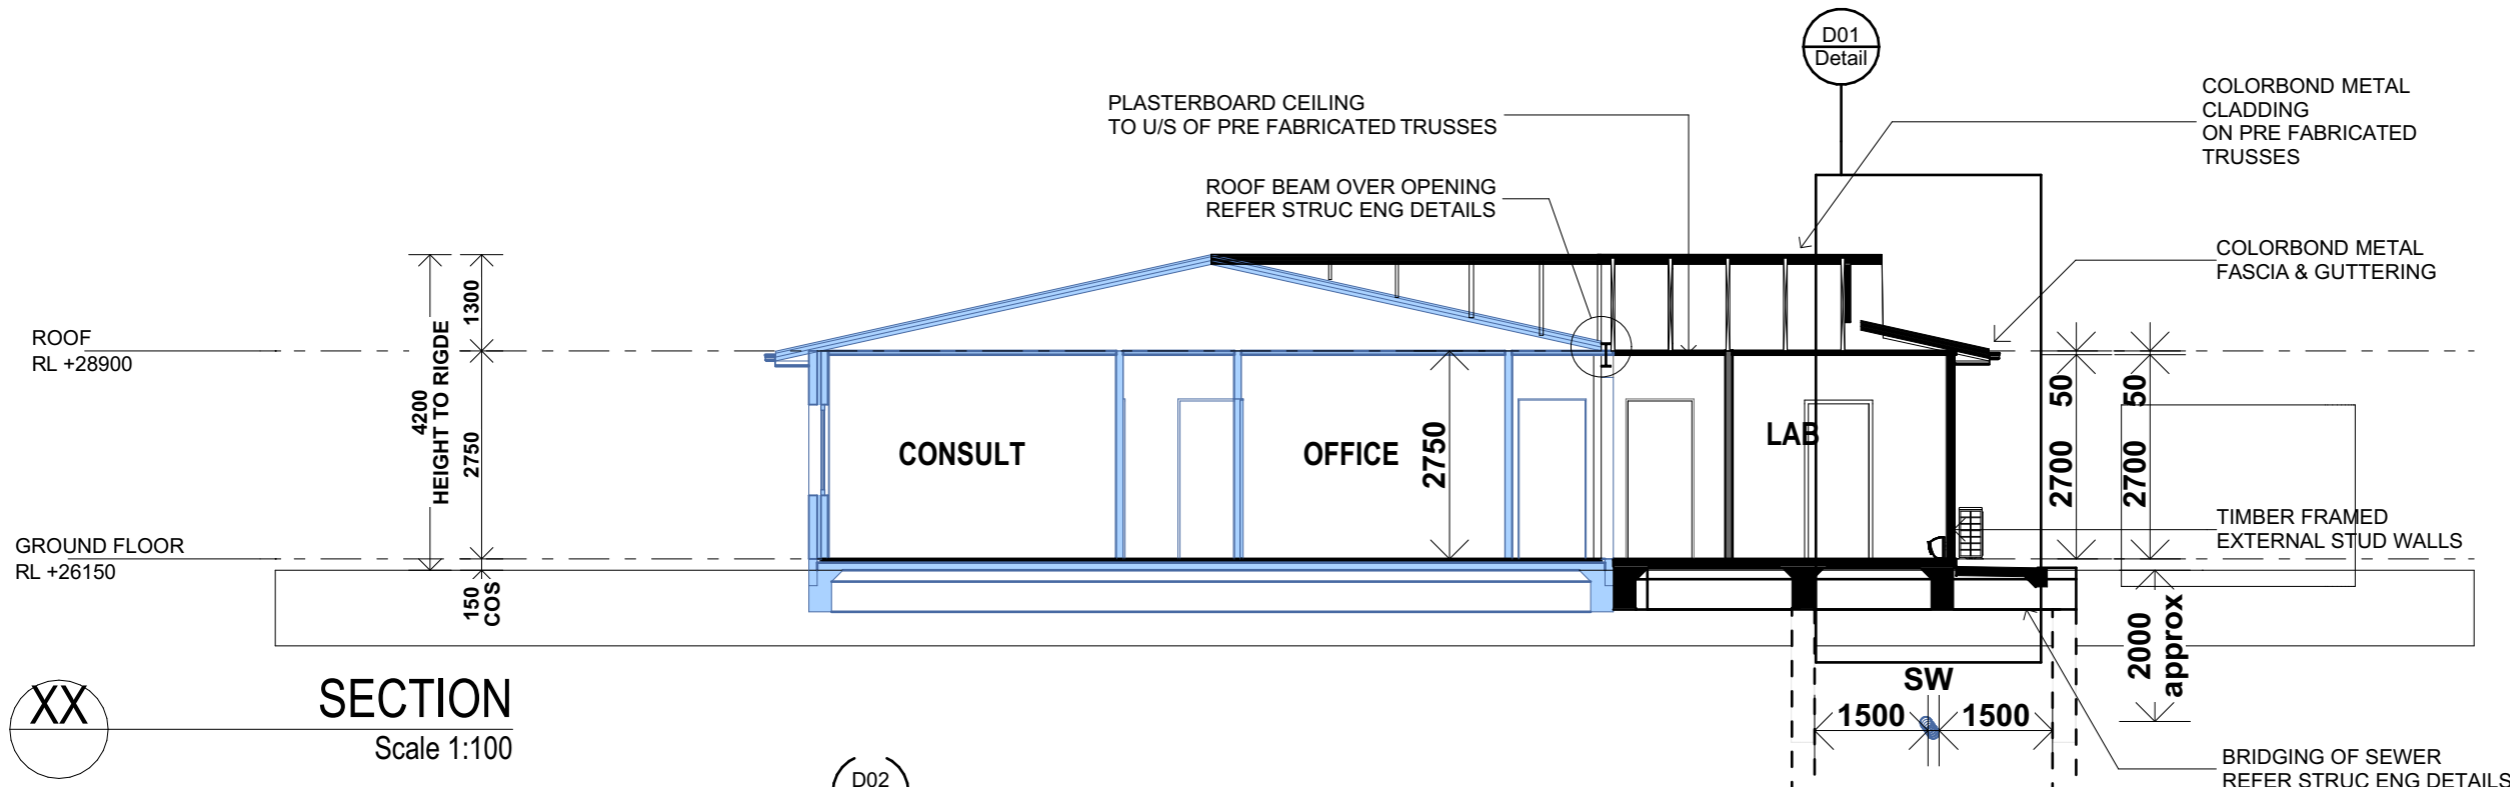 D01
Detail
COLORBOND METAL
CLADDING
ON PRE FABRICATED
TRUSSES
PLASTERBOARD CEILING
TO U/S OF PRE FABRICATED TRUSSES
ROOF BEAM OVER OPENING
REFER STRUC ENG DETAILS
COLORBOND METAL
FASCIA & GUTTERING
ROOF
RL +28900
4200
HEIGHT TO RIGDE
1300
2750
150
COS
CONSULT
OFFICE
2750
LAB
50
2700
50
2700
TIMBER FRAMED
EXTERNAL STUD WALLS
GROUND FLOOR
RL +26150
2000
approx
SW
1500
1500
XX
SECTION
Scale 1:100
D02
BRIDGING OF SEWER
REFER STRUC ENG DETAILS